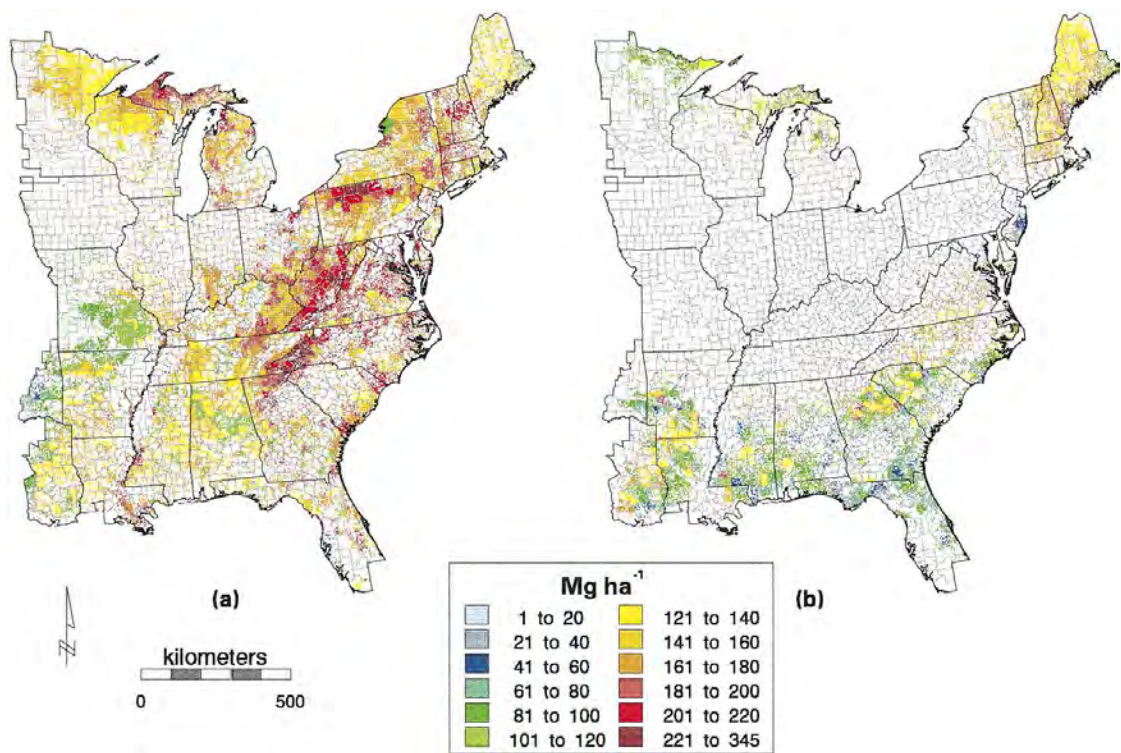 (a)
(b)
kilometers
0 500
Mg ha⁻¹
1 to 20
21 to 40
41 to 60
61 to 80
81 to 100
101 to 120
121 to 140
141 to 160
161 to 180
181 to 200
201 to 220
221 to 345